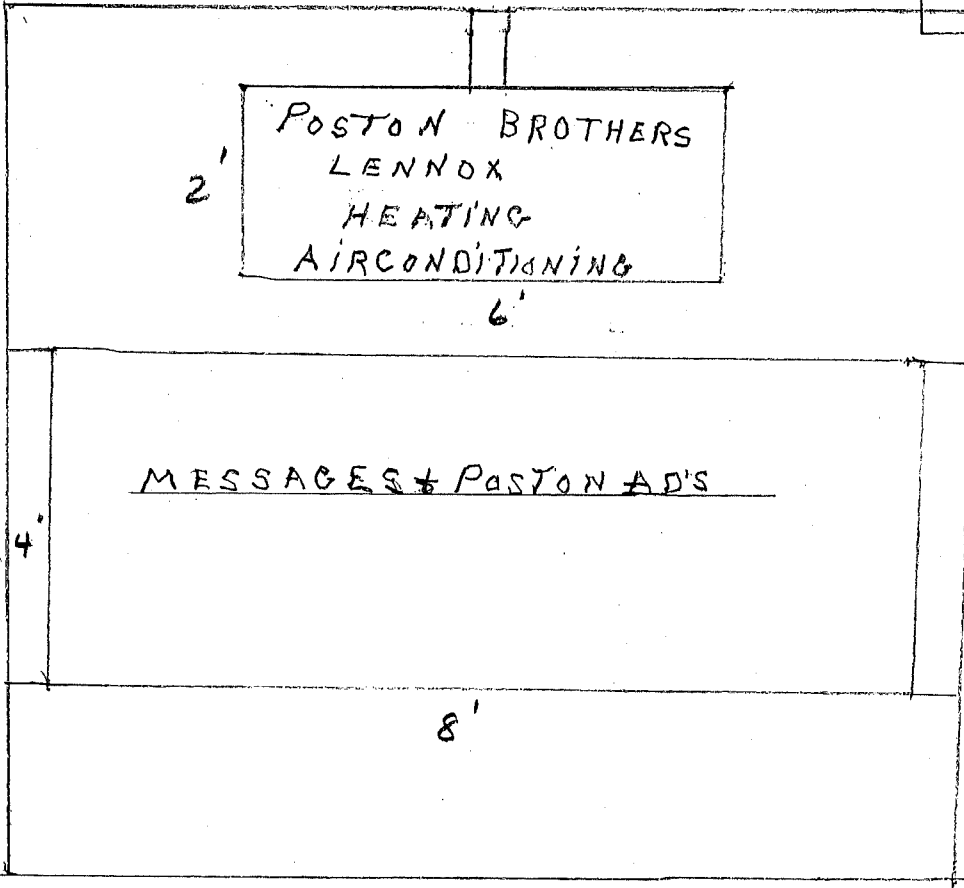 POSTON BROTHERS
LENNOX
HEATING
AIRCONDITIONING
2'
6'
MESSAGES & POSTON AD'S
4'
8'